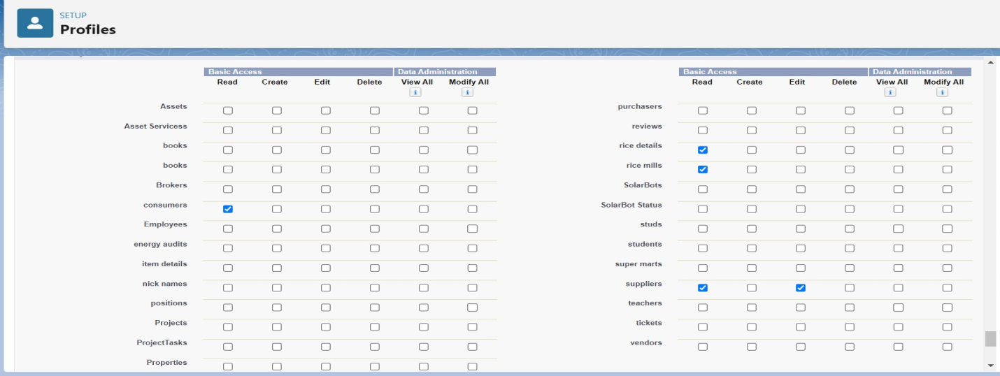 SETUP
Profiles
Basic Access Data Administration Basic Access Data Administration
Read Create Edit Delete View All Modify All Read Create Edit Delete View All Modify All
i i i i
Assets purchasers
Asset Servicess reviews
books rice details
books rice mills
Brokers SolarBots
consumers SolarBot Status
Employees studs
energy audits students
item details super marts
nick names suppliers
positions teachers
Projects tickets
ProjectTasks vendors
Properties